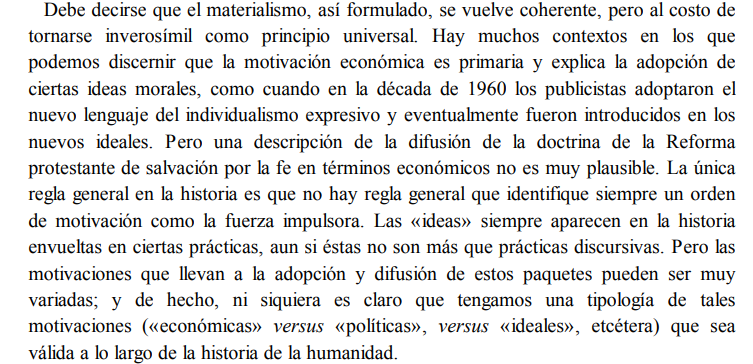 Debe decirse que el materialismo, así formulado, se vuelve coherente, pero al costo de
tornarse inverosímil como principio universal. Hay muchos contextos en los que
podemos discernir que la motivación económica es primaria y explica la adopción de
ciertas ideas morales, como cuando en la década de 1960 los publicistas adoptaron el
nuevo lenguaje del individualismo expresivo y eventualmente fueron introducidos en los
nuevos ideales. Pero una descripción de la difusión de la doctrina de la Reforma
protestante de salvación por la fe en términos económicos no es muy plausible. La única
regla general en la historia es que no hay regla general que identifique siempre un orden
de motivación como la fuerza impulsora. Las «ideas» siempre aparecen en la historia
envueltas en ciertas prácticas, aun si éstas no son más que prácticas discursivas. Pero las
motivaciones que llevan a la adopción y difusión de estos paquetes pueden ser muy
variadas; y de hecho, ni siquiera es claro que tengamos una tipología de tales
motivaciones («económicas» versus «políticas», versus «ideales», etcétera) que sea
válida a lo largo de la historia de la humanidad.